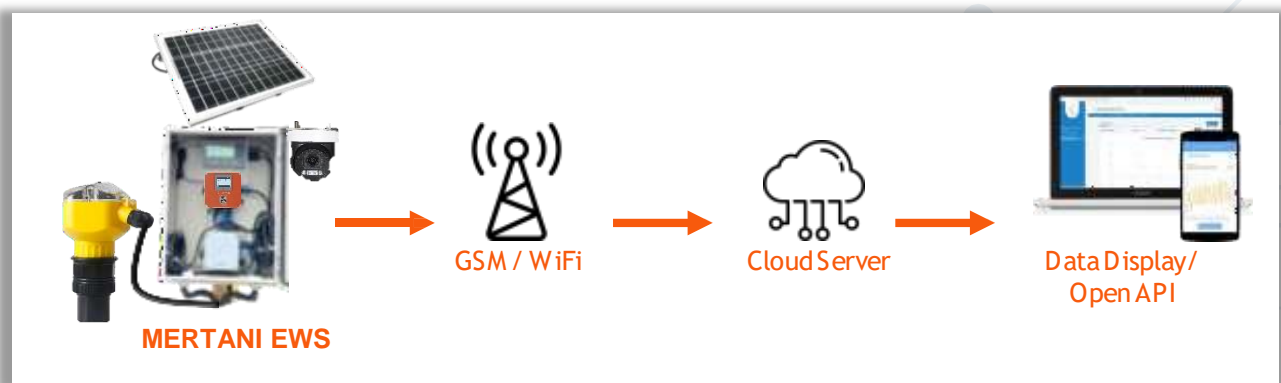 GSM / WiFi
Cloud Server
Data Display/
Open API
MERTANI EWS